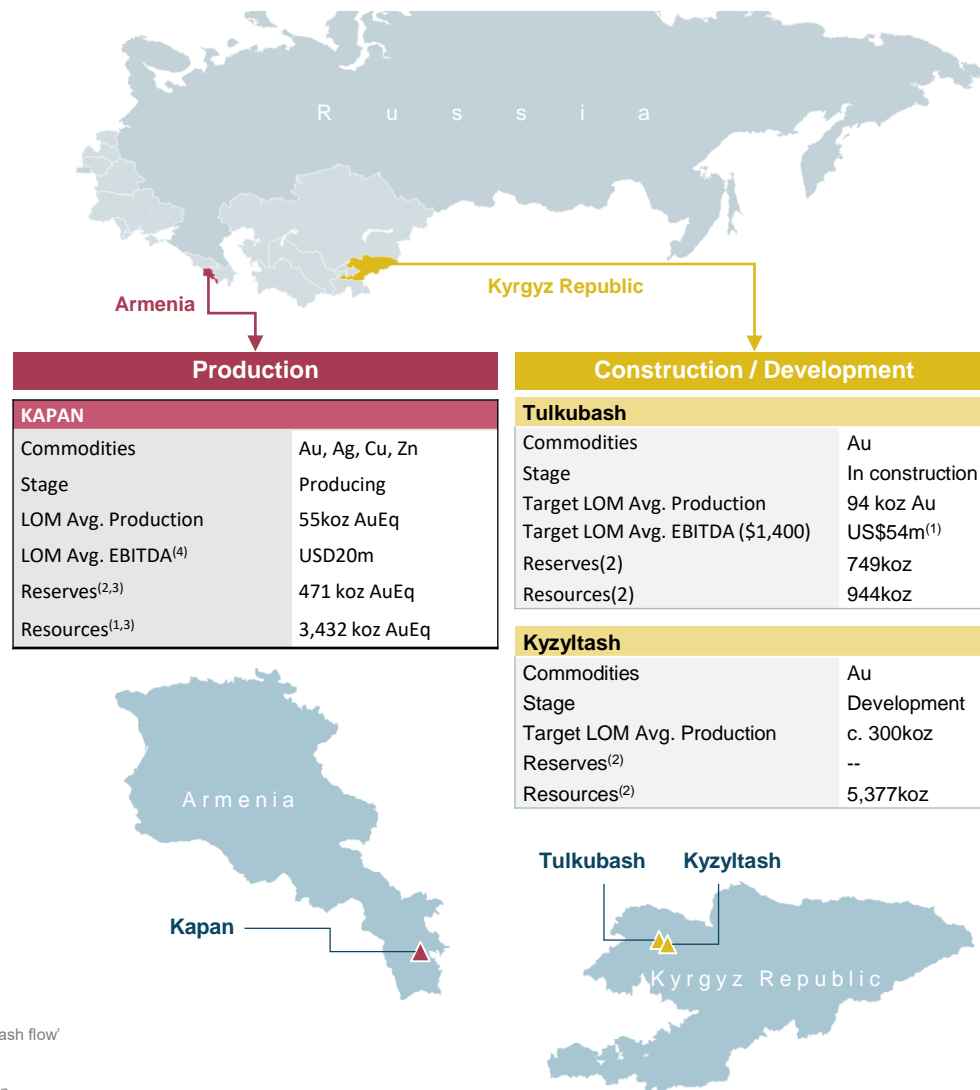 Russia
Armenia
Kyrgyz Republic
Production
KAPAN
Commodities Au, Ag, Cu, Zn
Stage Producing
LOM Avg. Production 55koz AuEq
LOM Avg. EBITDA(4) USD20m
Reserves(2,3) 471 koz AuEq
Resources(1,3) 3,432 koz AuEq
Construction / Development
Tulkubash
Commodities Au
Stage In construction
Target LOM Avg. Production 94 koz Au
Target LOM Avg. EBITDA ($1,400) US$54m(1)
Reserves(2) 749koz
Resources(2) 944koz
Kyzyltash
Commodities Au
Stage Development
Target LOM Avg. Production c. 300koz
Reserves(2) --
Resources(2) 5,377koz
Armenia
Kapan
Tulkubash Kyzyltash
Kyrgyz Republic
ash flow’